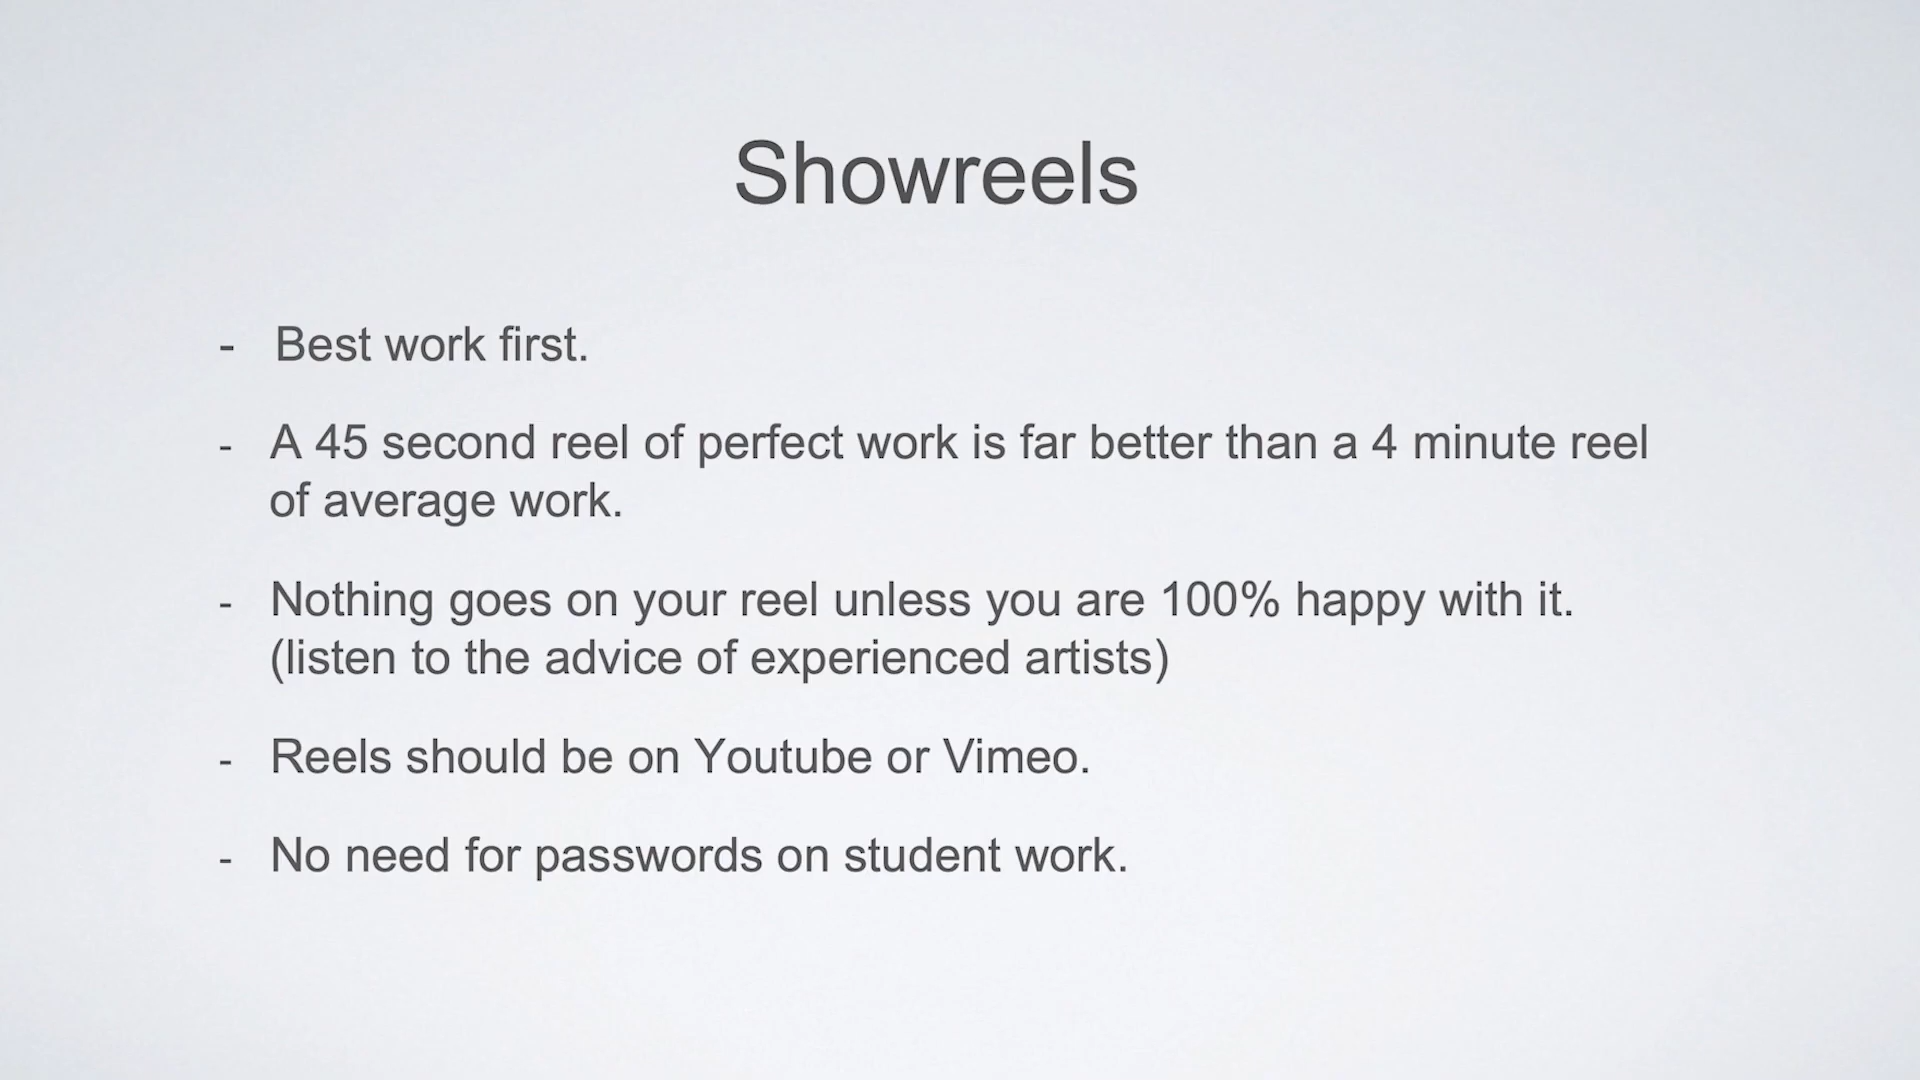 Showreels
- Best work first.
- A 45 second reel of perfect work is far better than a 4 minute reel
of average work.
- Nothing goes on your reel unless you are 100% happy with it.
(listen to the advice of experienced artists)
- Reels should be on Youtube or Vimeo.
- No need for passwords on student work.